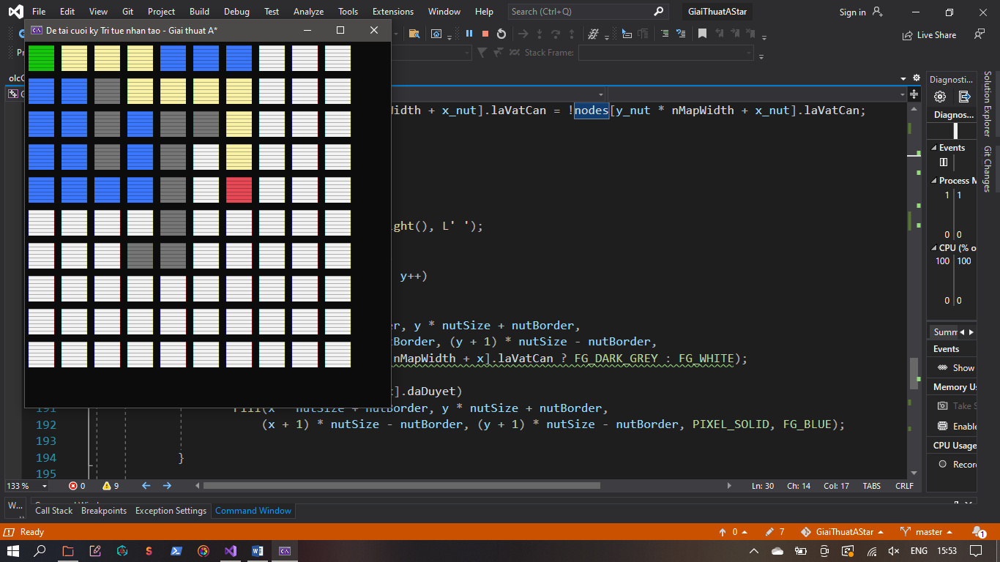 File Edit View Git Project Build Debug Test Analyze Tools Extensions Window Help Search (Ctrl+Q) GiaiThuatAStar Sign in
De tai cuoi ky Tri tue nhan tao - Giai thuat A*
Live Share
Stack Frame:
Diagnosti...
Solution Explorer
Git Changes
Width + x_nut].laVatCan = !nodes[y_nut * nMapWidth + x_nut].laVatCan;
Diagnos...
Events
Process M
1 1
0 0
ght(), L' ');
CPU (% o
100 100
y++)
0 0
r, y * nutSize + nutBorder,
tBorder, (y + 1) * nutSize - nutBorder,
nMapWidth + x].laVatCan ? FG_DARK_GREY : FG_WHITE);
Summ
Events
Show
Memory Us
Take S
Enable
CPU Usage
Recor
].daDuyet)
191 Fill(x * nutSize + nutBorder, y * nutSize + nutBorder,
192 (x + 1) * nutSize - nutBorder, (y + 1) * nutSize - nutBorder, PIXEL_SOLID, FG_BLUE);
193
194 }
195
133 % 0 9 Ln: 30 Ch: 14 Col: 17 TABS CRLF
W...
Call Stack Breakpoints Exception Settings Command Window
Ready 0 7 GiaiThuatAStar master 1
ENG 15:53